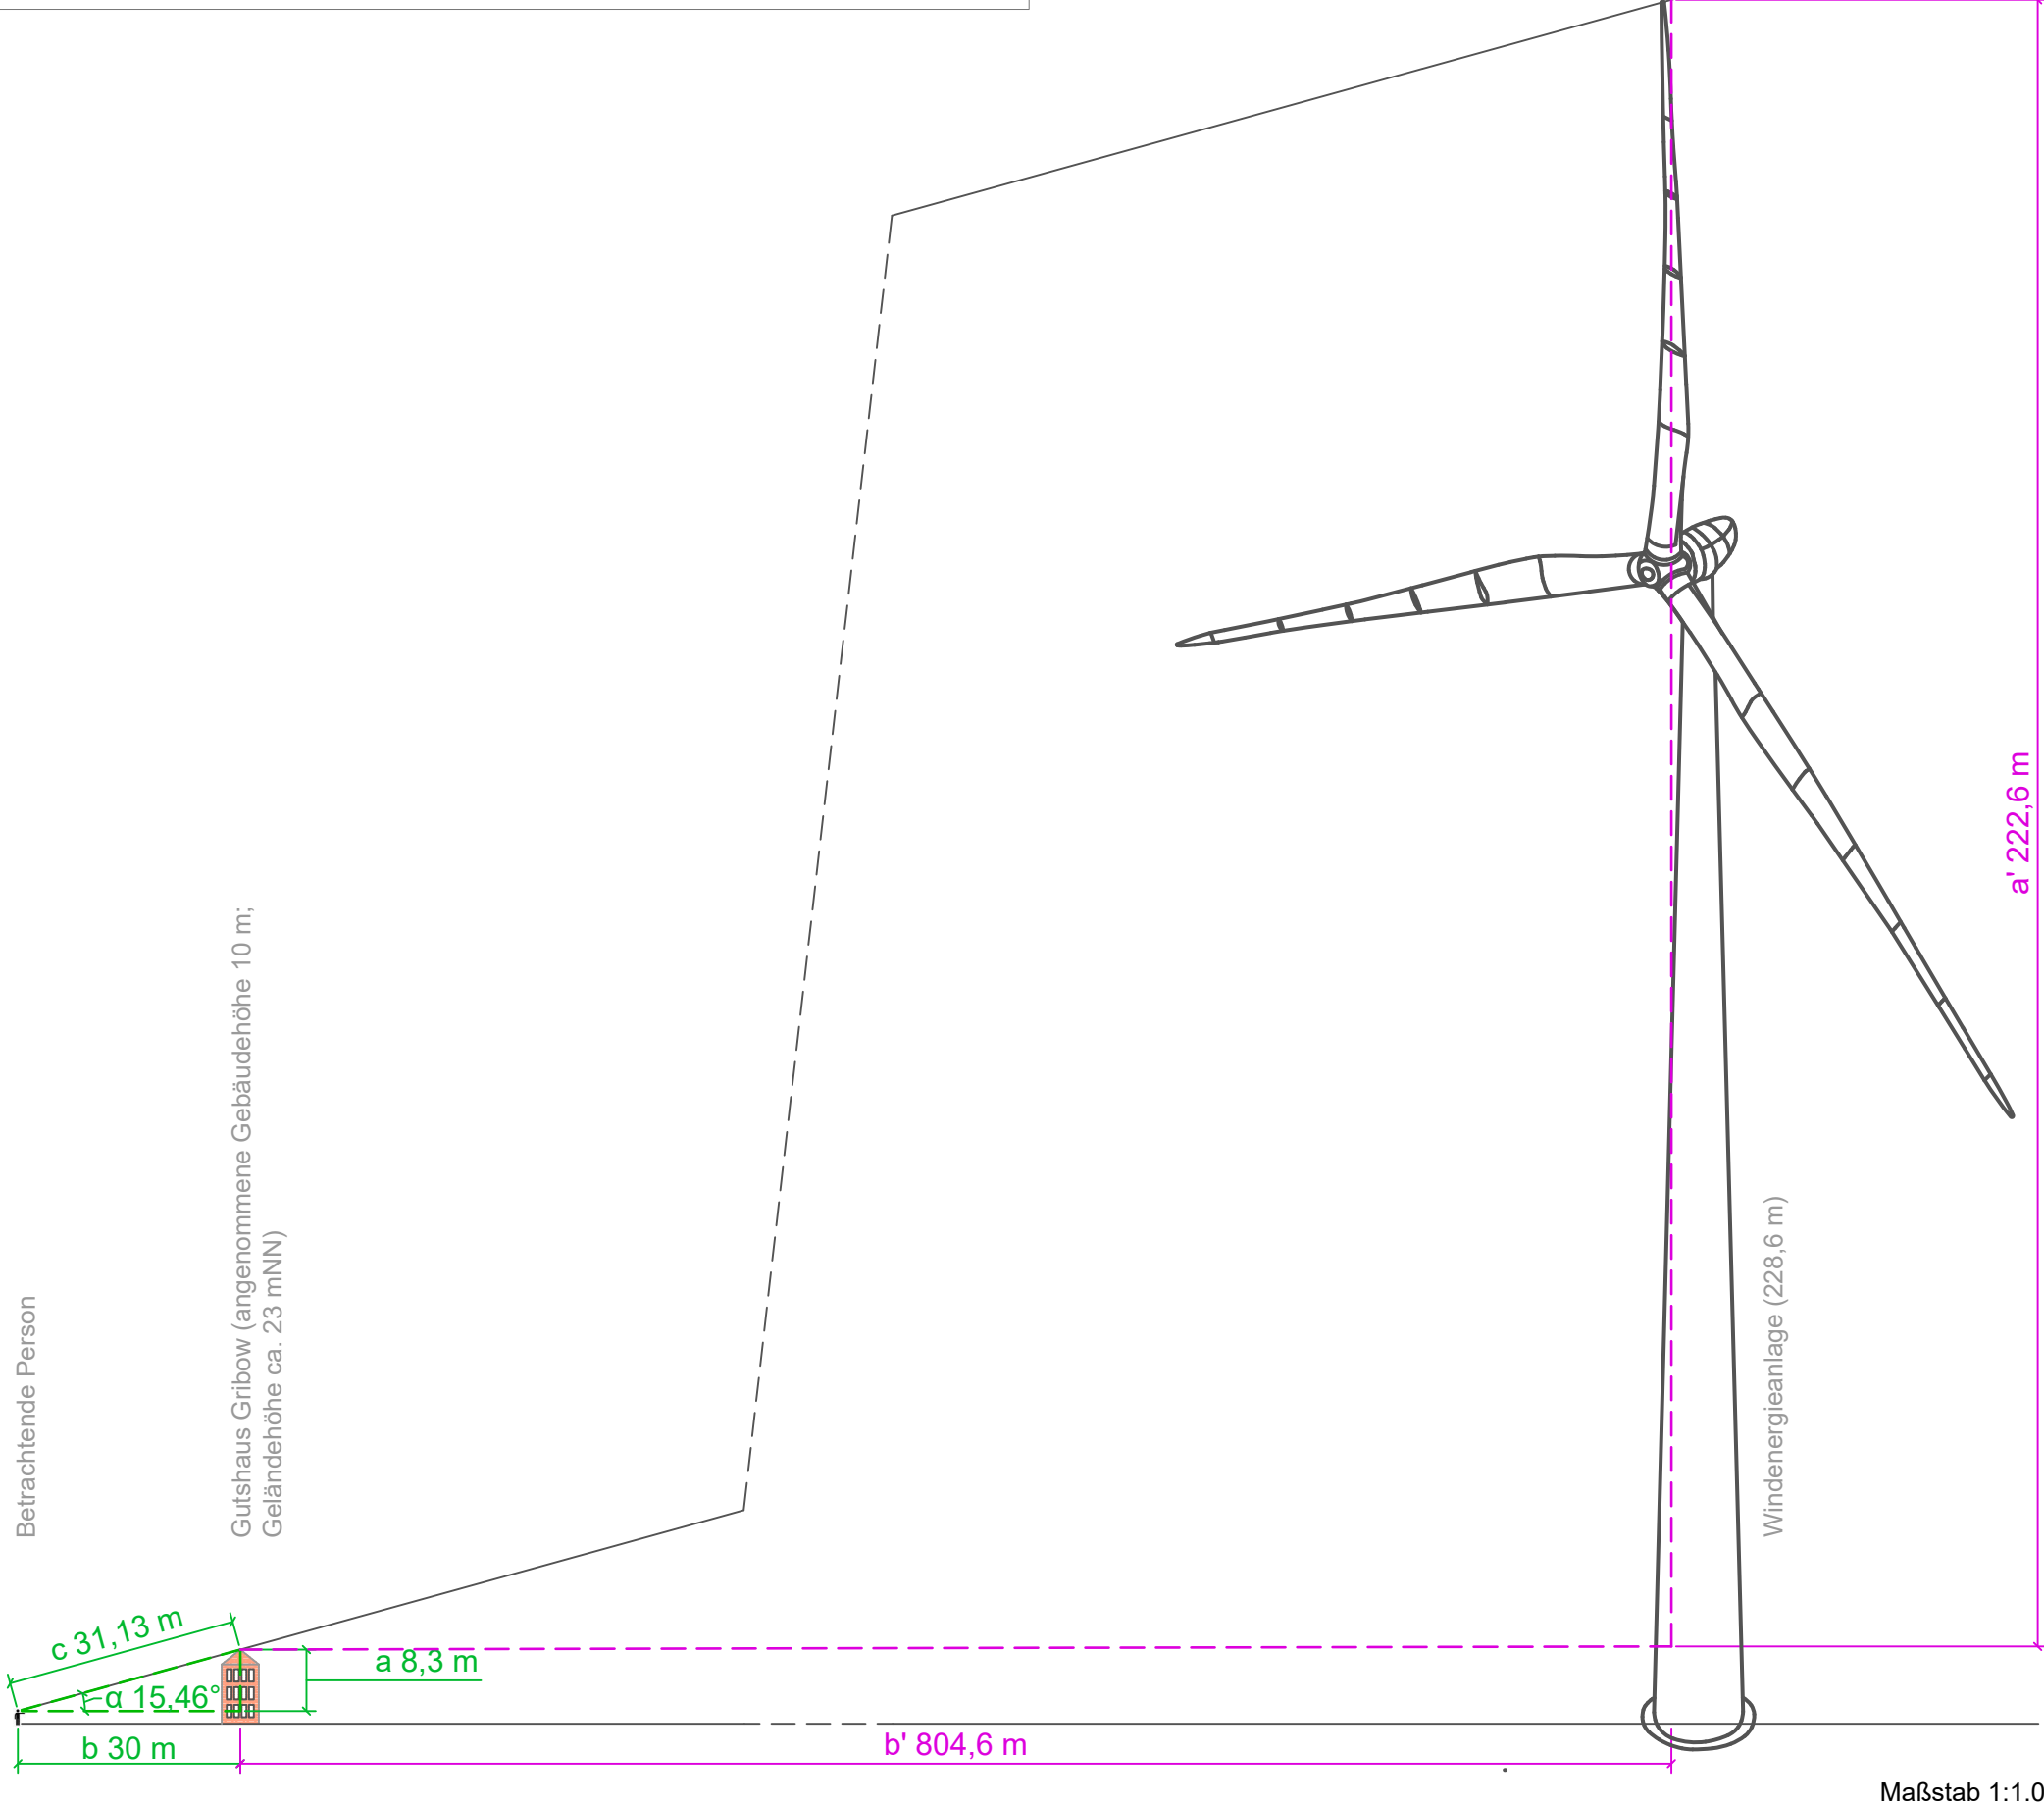 Betrachtende Person
Gutshaus Gribow (angenommene Gebäudehöhe 10 m;
Geländehöhe ca. 23 mNN)
Windenergieanlage (228,6 m)
a' 222,6 m
c 31,13 m
a 8,3 m
α 15,46°
b 30 m
b' 804,6 m
Maßstab 1:1.0